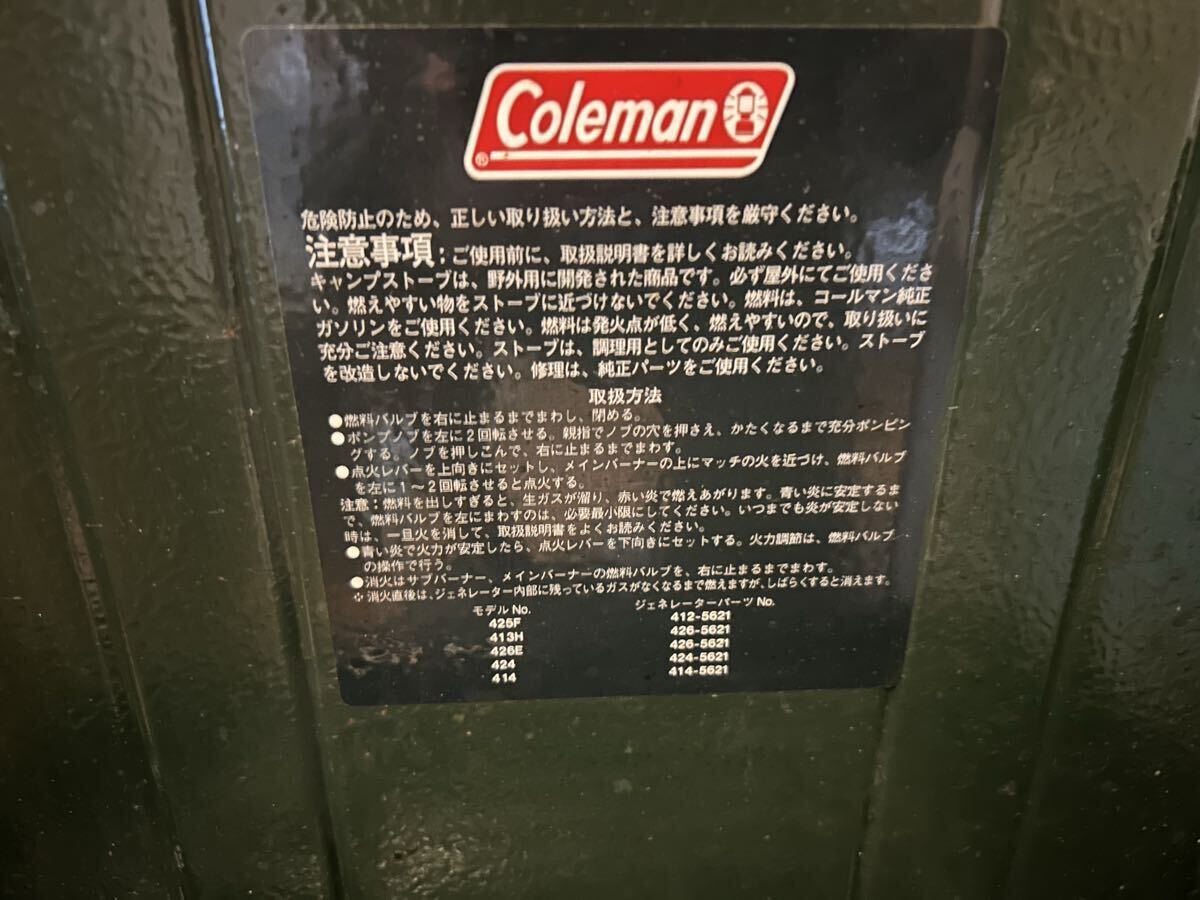 Coleman
®
危険防止のため、正しい取り扱い方法と、注意事項を厳守ください。
注意事項：ご使用前に、取扱説明書を詳しくお読みください。
キャンプストーブは、野外用に開発された商品です。必ず屋外にてご使用くださ
い。燃えやすい物をストーブに近づけないでください。燃料は、コールマン純正
ガソリンをご使用ください。燃料は発火点が低く、燃えやすいので、取り扱いに
充分ご注意ください。ストーブは、調理用としてのみご使用ください。ストーブ
を改造しないでください。修理は、純正パーツをご使用ください。
取扱方法
●燃料バルブを右に止まるまでまわし、閉める。
●ポンプノブを左に2回転させる。親指でノブの穴を押さえ、かたくなるまで充分ポンピン
グする。ノブを押しこんで、右に止まるまでまわす。
●点火レバーを上向きにセットし、メインバーナーの上にマッチの火を近づけ、燃料バルブ
を左に1〜2回転させると点火する。
注意：燃料を出しすぎると、生ガスが溜り、赤い炎で燃えあがります。青い炎に安定するま
で、燃料バルブを左にまわすのは、必要最小限にしてください。いつまでも炎が安定しない
時は、一旦火を消して、取扱説明書をよくお読みください。
●青い炎で火力が安定したら、点火レバーを下向きにセットする。火力調節は、燃料バルブ
の操作で行う。
●消火はサブバーナー、メインバーナーの燃料バルブを、右に止まるまでまわす。
☆消火直後は、ジェネレーター内部に残っているガスがなくなるまで燃えますが、しばらくすると消えます。
モデルNo. ジェネレーターパーツNo.
425F 412-5621
413H 426-5621
426E 426-5621
424 424-5621
414 414-5621